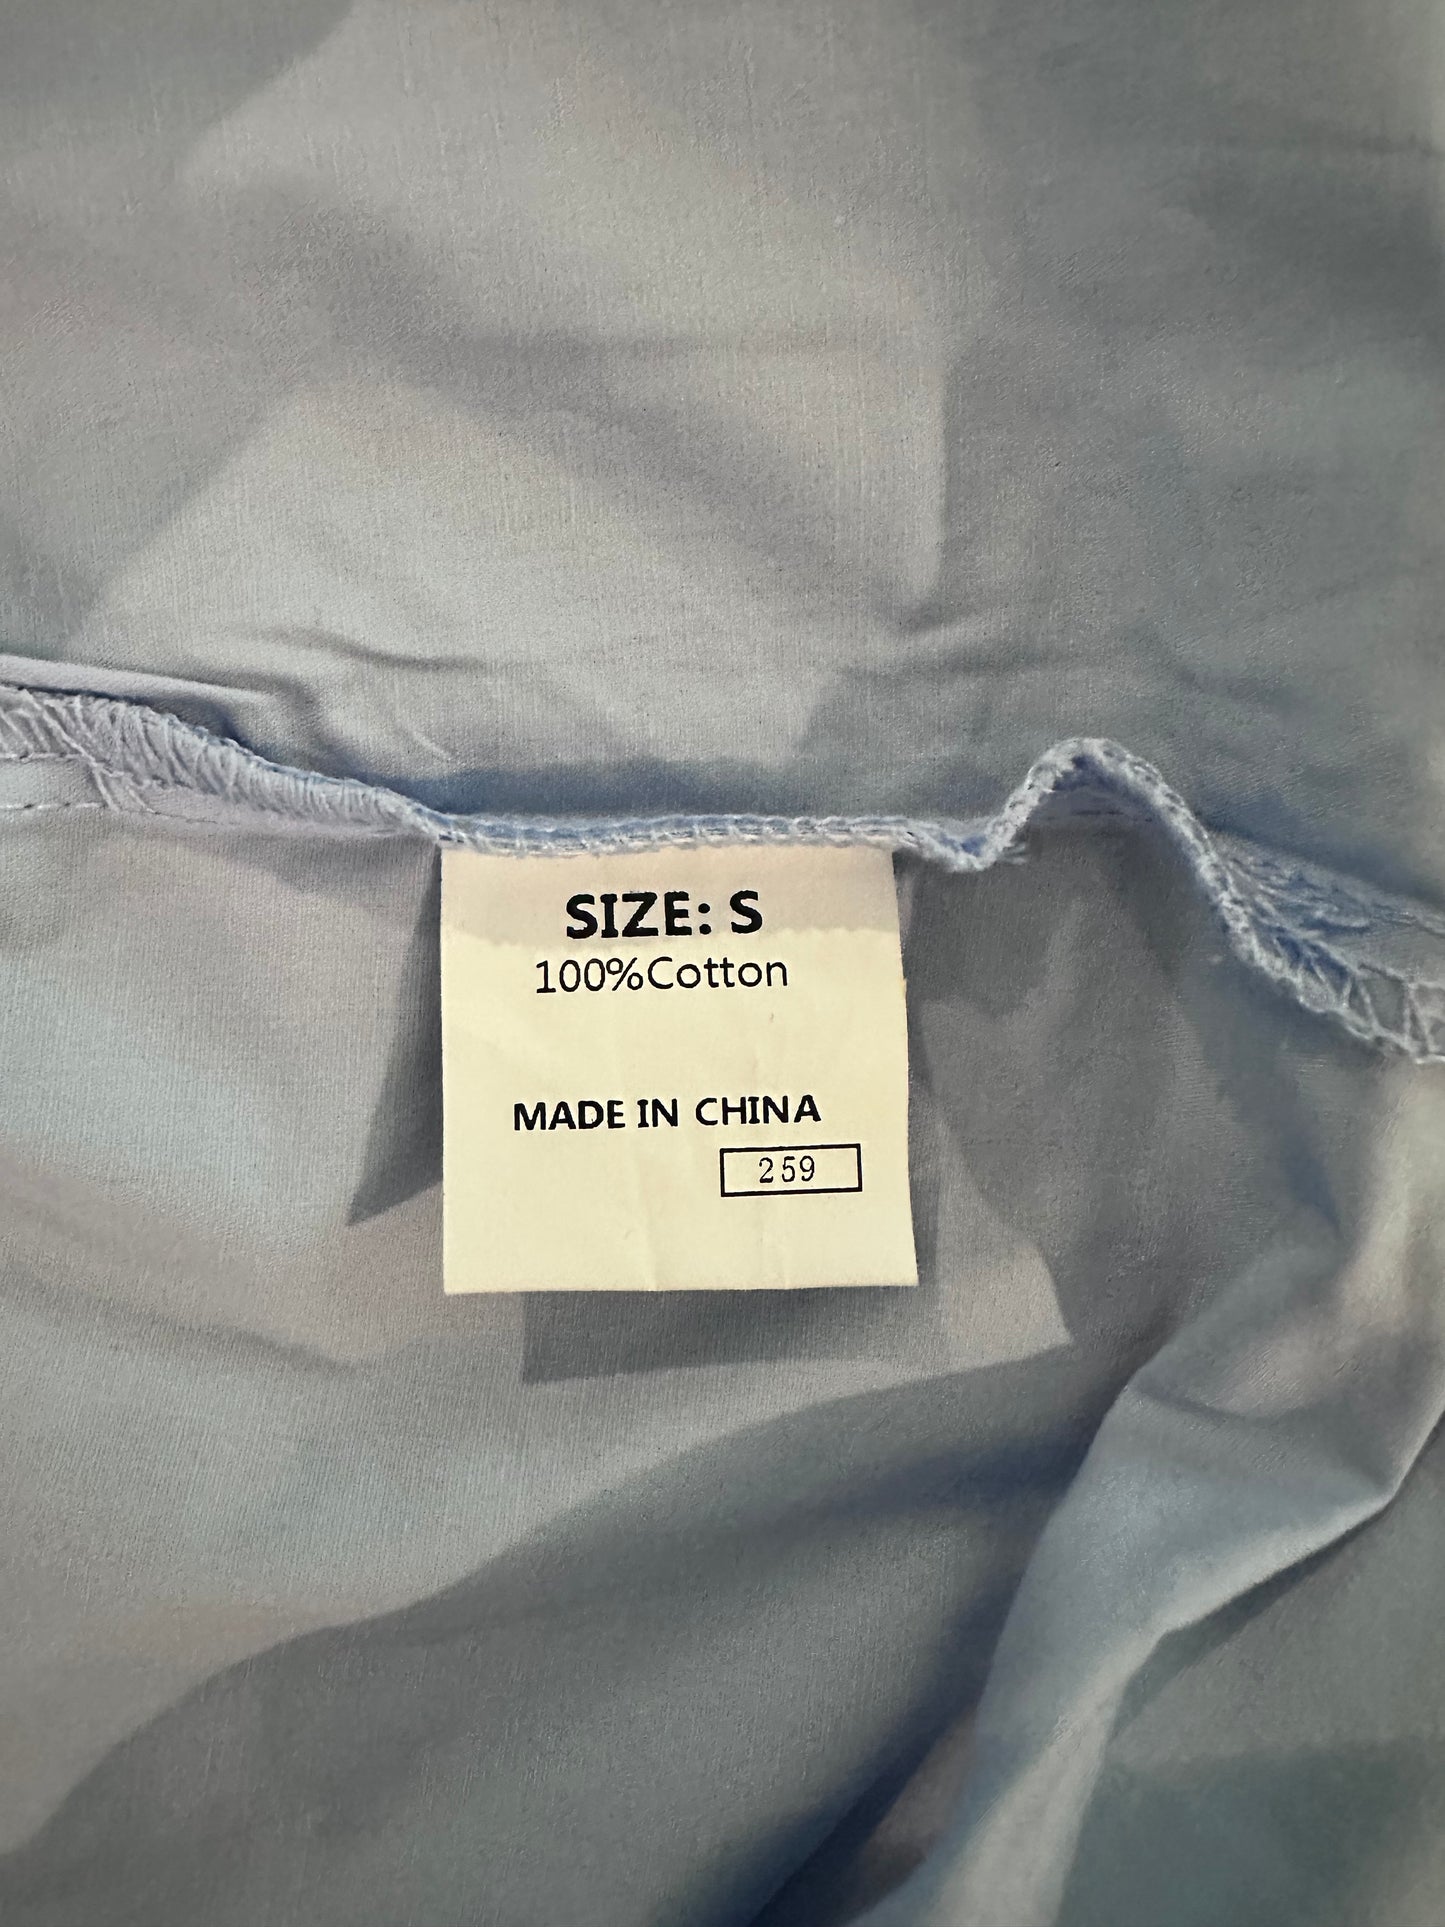 SIZE: S
100%Cotton
MADE IN CHINA
259